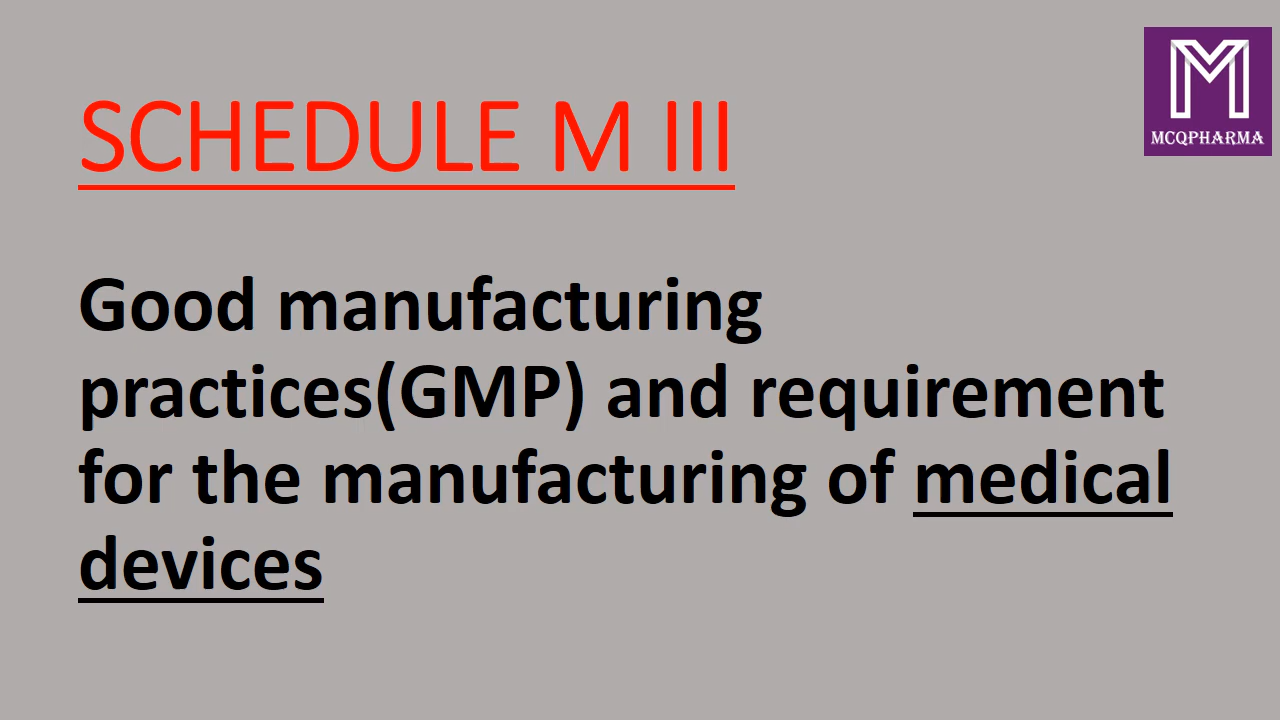 SCHEDULE M III
M
MCQPHARMA
Good manufacturing
practices(GMP) and requirement
for the manufacturing of medical
devices